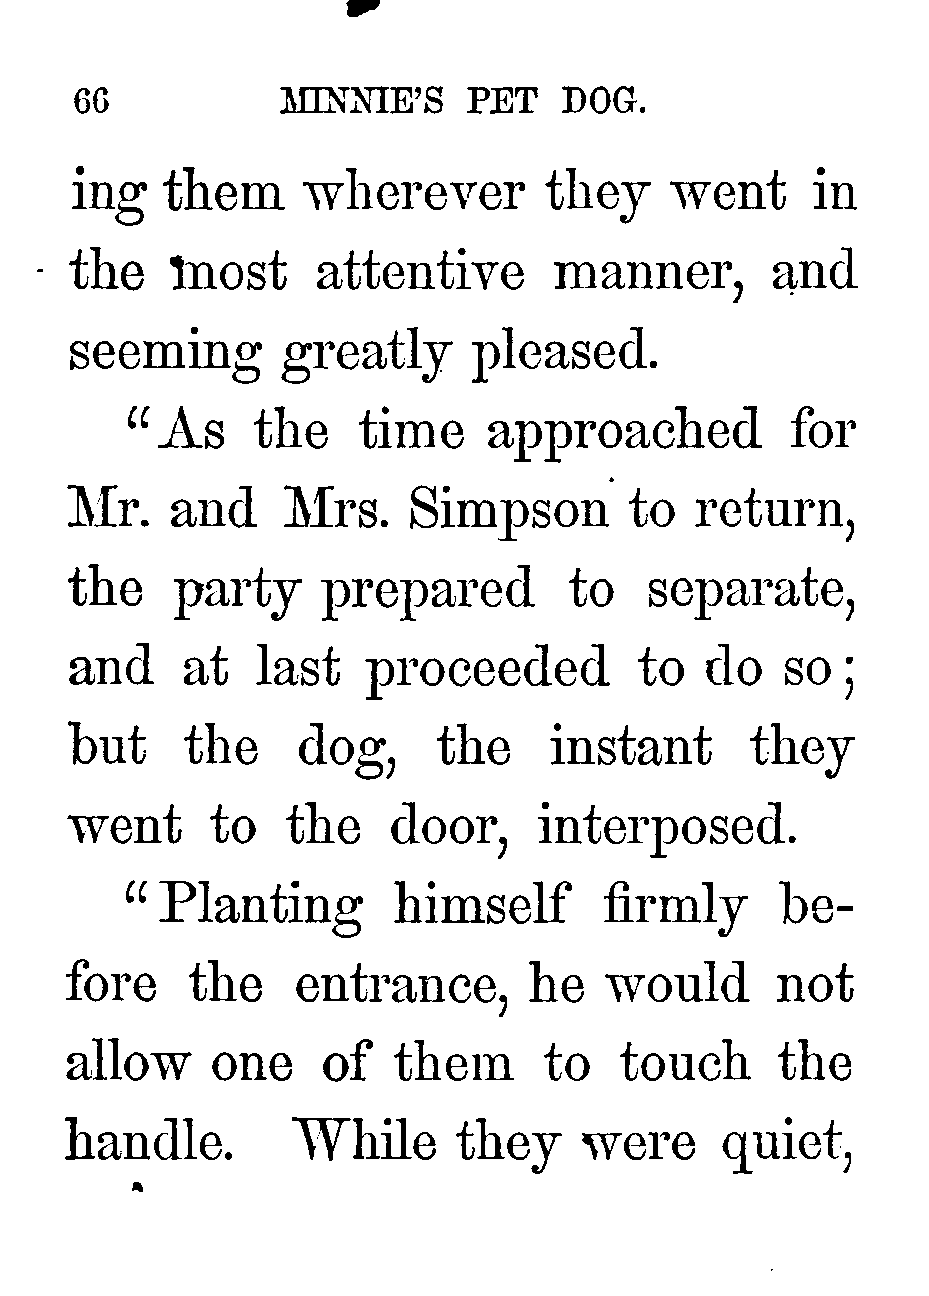 66 MINNIE'S PET DOG.
ing them wherever they went in
the most attentive manner, and
seeming greatly pleased.
"As the time approached for
Mr. and Mrs. Simpson to return,
the party prepared to separate,
and at last proceeded to do so;
but the dog, the instant they
went to the door, interposed.
"Planting himself firmly be-
fore the entrance, he would not
allow one of them to touch the
handle. While they were quiet,